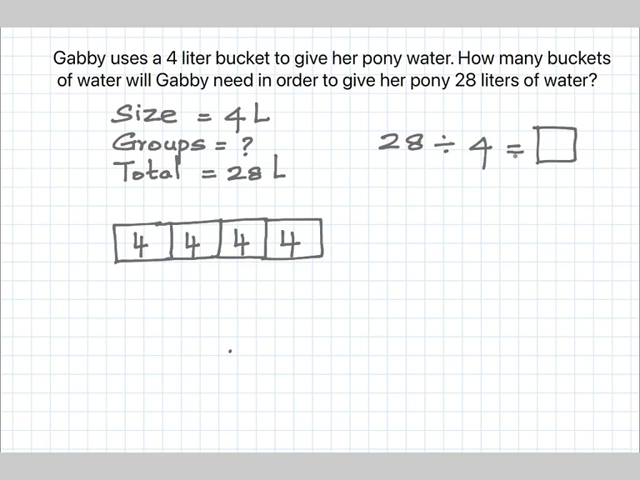 Gabby uses a 4 liter bucket to give her pony water. How many buckets
of water will Gabby need in order to give her pony 28 liters of water?
Size = 4 L
Groups = ?
Total = 28 L
28 ÷ 4 =
4 4 4 4